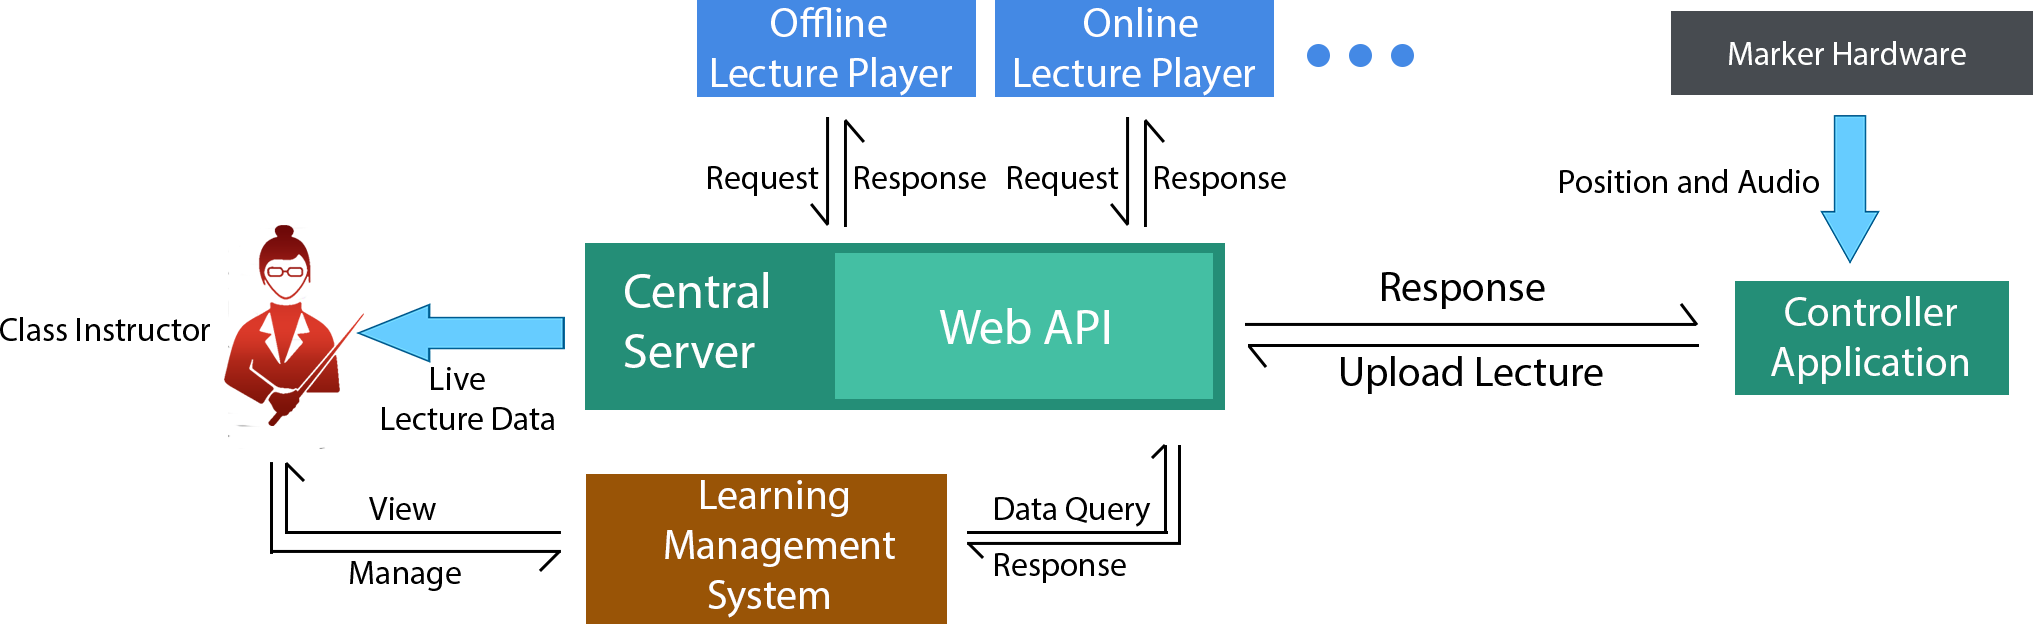 Offline
Lecture Player
Online
Lecture Player
Marker Hardware
Request
Response
Request
Response
Position and Audio
Class Instructor
Live
Lecture Data
Central
Server
Web API
Response
Upload Lecture
Controller
Application
View
Manage
Learning
Management
System
Data Query
Response